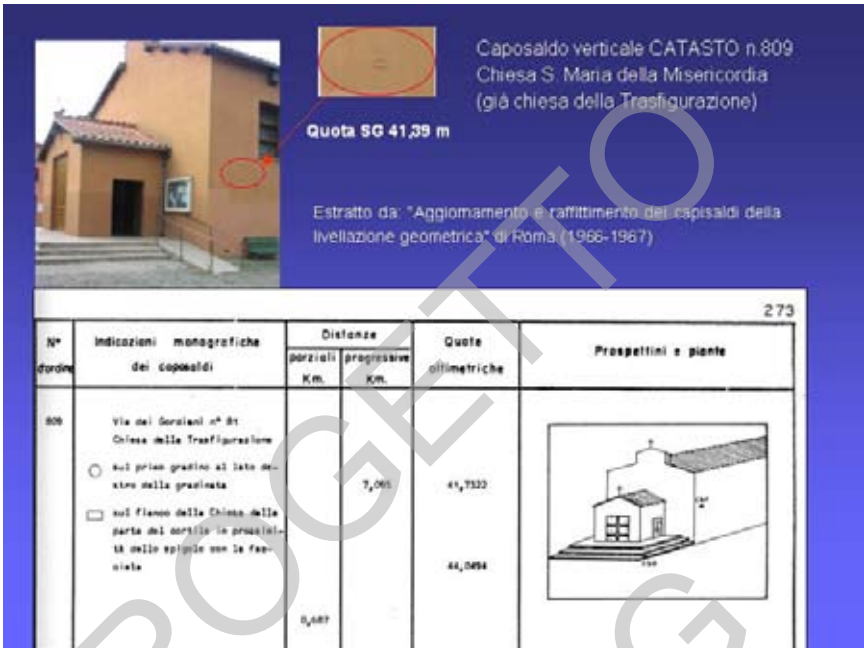 Caposaldo verticale CATASTO n.809
Chiesa S. Maria della Misericordia
(già chiesa della Trasfigurazione)
Quota SG 41,39 m
Estratto da: "Aggiornamento e raffittimento dei capisaldi della
livellazione geometrica" di Roma (1966-1967)
273
N° d'ordine
Indicazioni monografiche
dei caposaldi
Distanze
parziali Km.
progressive Km.
Quote
altimetriche
Prospettini e piante
809
Via dei Gordiani n° 81
Chiesa della Trasfigurazione
sul primo gradino al lato de-
stro della gradinata
7,095
41,7322
sul fianco della Chiesa dalla
parte del cortile in prossimi-
tà dello spigolo con la fac-
ciata
44,0494
0,687
PROGETTO